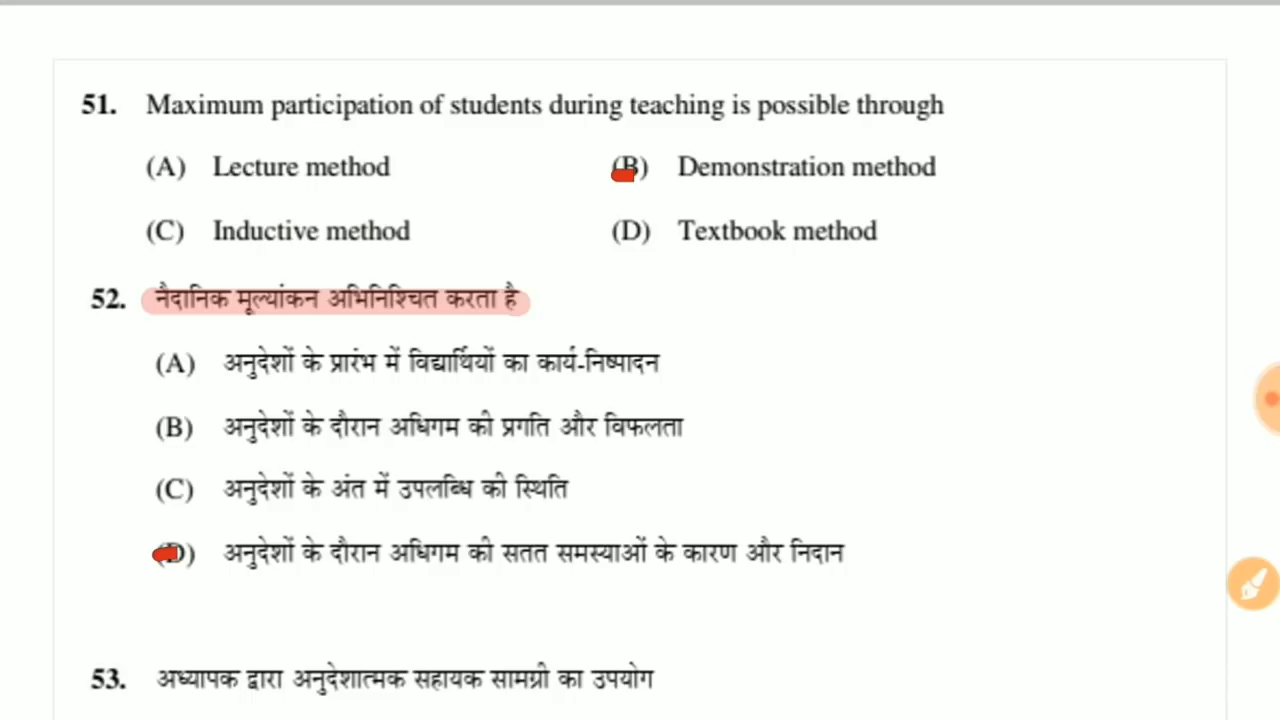 51. Maximum participation of students during teaching is possible through
(A) Lecture method (B) Demonstration method
(C) Inductive method (D) Textbook method
52. नैदानिक मूल्यांकन अभिनिश्चित करता है
(A) अनुदेशों के प्रारंभ में विद्यार्थियों का कार्य-निष्पादन
(B) अनुदेशों के दौरान अधिगम की प्रगति और विफलता
(C) अनुदेशों के अंत में उपलब्धि की स्थिति
(D) अनुदेशों के दौरान अधिगम की सतत समस्याओं के कारण और निदान
53. अध्यापक द्वारा अनुदेशात्मक सहायक सामग्री का उपयोग